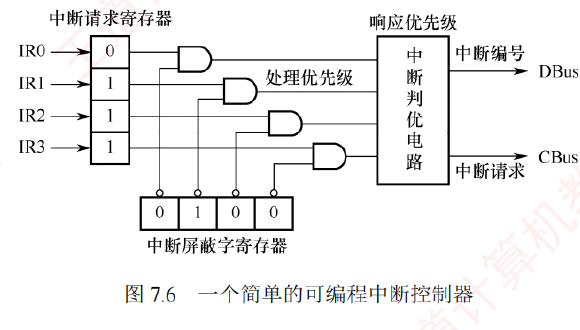 中断请求寄存器
响应优先级
IR0
0
IR1
1
IR2
1
IR3
1
处理优先级
中断判优电路
中断编号
DBus
中断请求
CBus
0 1 0 0
中断屏蔽字寄存器
图 7.6 一个简单的可编程中断控制器